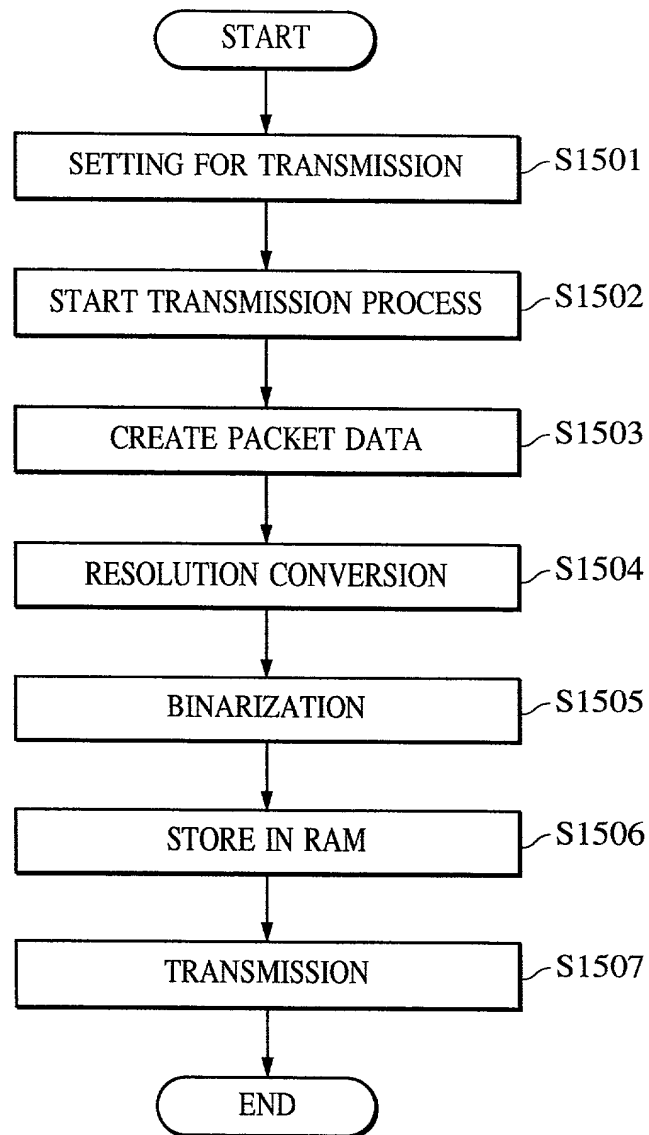 START
SETTING FOR TRANSMISSION S1501
START TRANSMISSION PROCESS S1502
CREATE PACKET DATA S1503
RESOLUTION CONVERSION S1504
BINARIZATION S1505
STORE IN RAM S1506
TRANSMISSION S1507
END